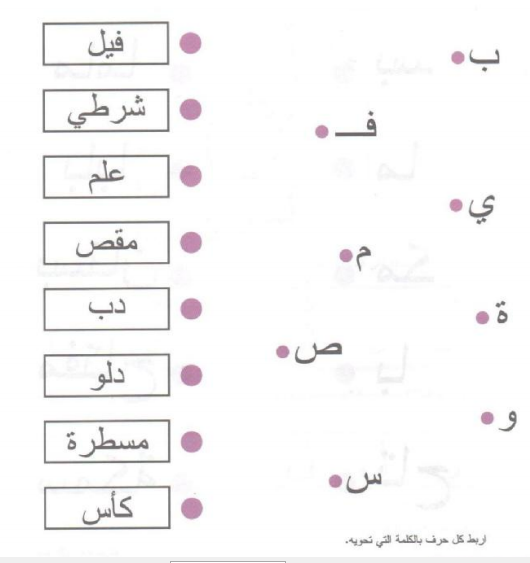 ب
فـ
ي
م
ة
ص
و
س
فيل
شرطي
علم
مقص
دب
دلو
مسطرة
كأس
اربط كل حرف بالكلمة التي تحويه.